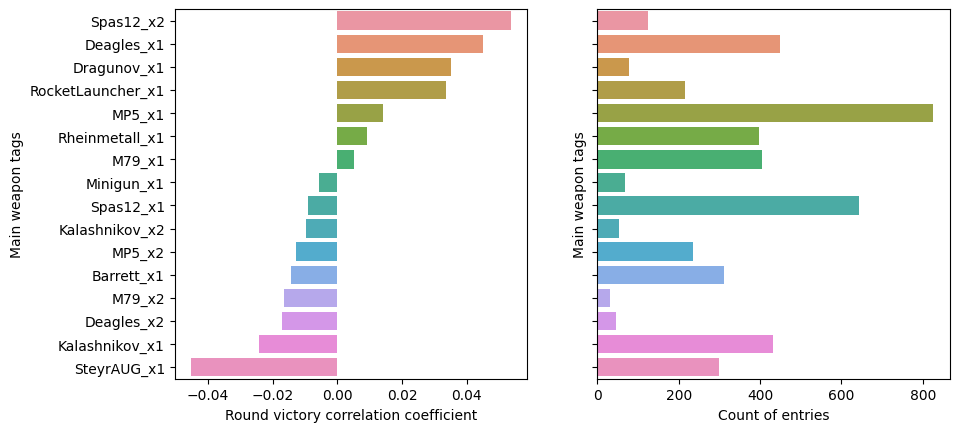 Main weapon tags
Spas12_x2
Deagles_x1
Dragunov_x1
RocketLauncher_x1
MP5_x1
Rheinmetall_x1
M79_x1
Minigun_x1
Spas12_x1
Kalashnikov_x2
MP5_x2
Barrett_x1
M79_x2
Deagles_x2
Kalashnikov_x1
SteyrAUG_x1
−0.04 −0.02 0.00 0.02 0.04
Round victory correlation coefficient
Main weapon tags
0 200 400 600 800
Count of entries